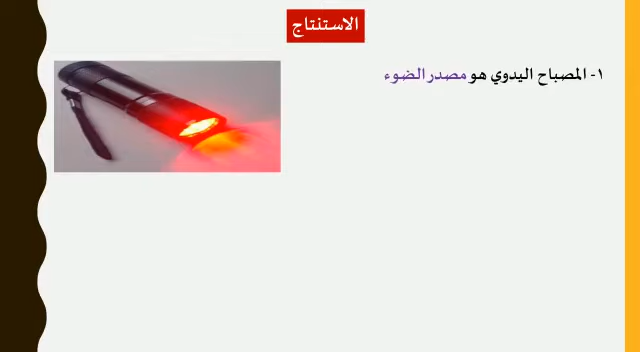 الاستنتاج
١- المصباح اليدوي هو مصدر الضوء